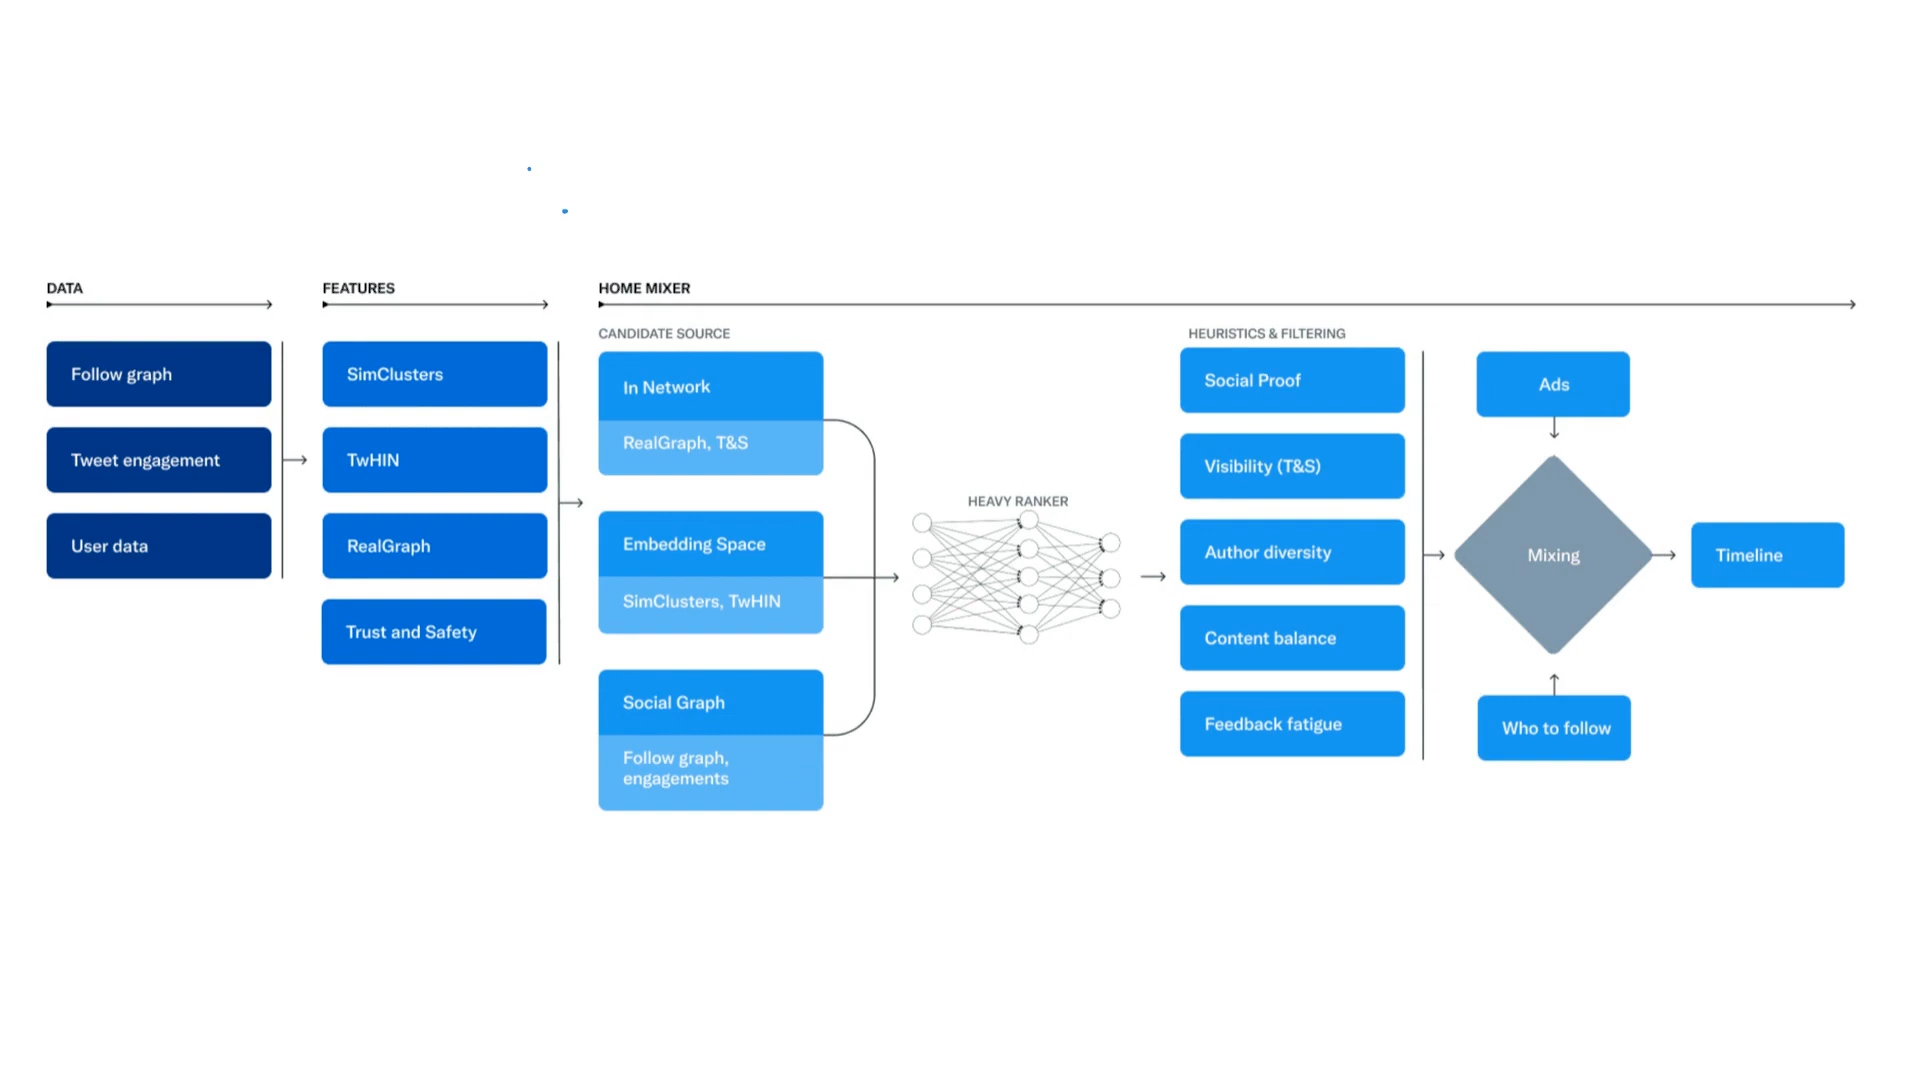 DATA
Follow graph
Tweet engagement
User data
FEATURES
SimClusters
TwHIN
RealGraph
Trust and Safety
HOME MIXER
CANDIDATE SOURCE
In Network
RealGraph, T&S
Embedding Space
SimClusters, TwHIN
Social Graph
Follow graph,
engagements
HEAVY RANKER
HEURISTICS & FILTERING
Social Proof
Visibility (T&S)
Author diversity
Content balance
Feedback fatigue
Ads
Mixing
Who to follow
Timeline